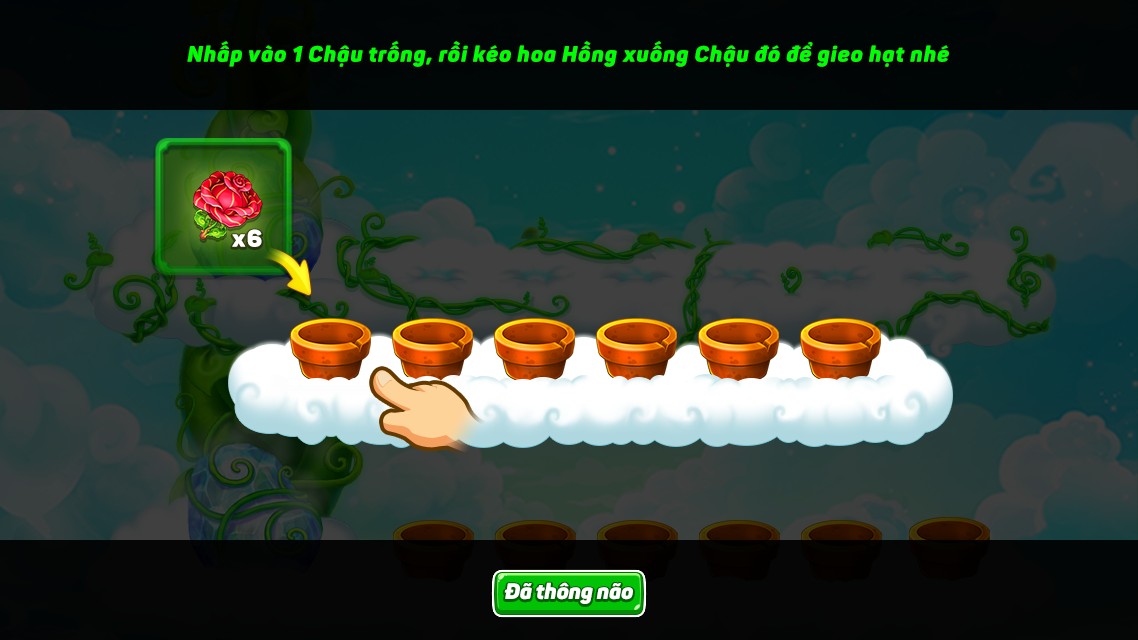 Nhấp vào 1 Chậu trống, rồi kéo hoa Hồng xuống Chậu đó để gieo hạt nhé
x6
Đã thông não